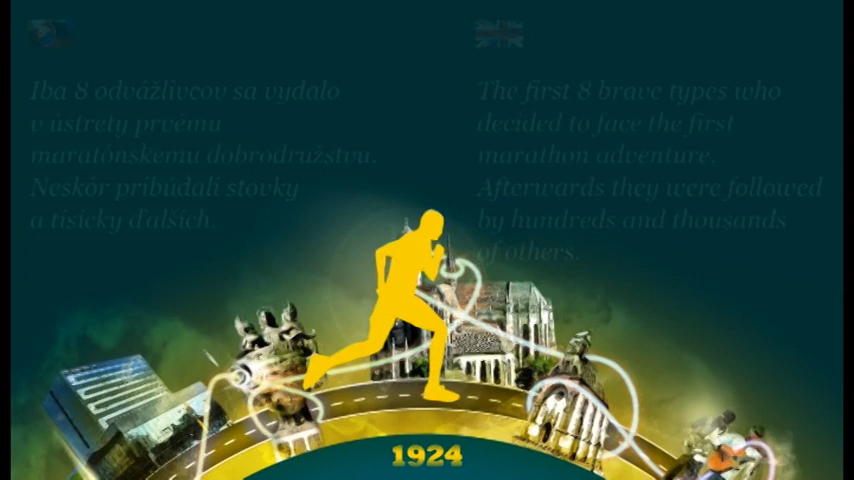 Iba 8 odvážlivcov sa vydalo
v ústrety prvému
maratónskemu dobrodružstvu.
Neskôr pribúdali stovky
a tisícky ďalších.
The first 8 brave types who
decided to face the first
marathon adventure.
Afterwards they were followed
by hundreds and thousands
of others.
1924